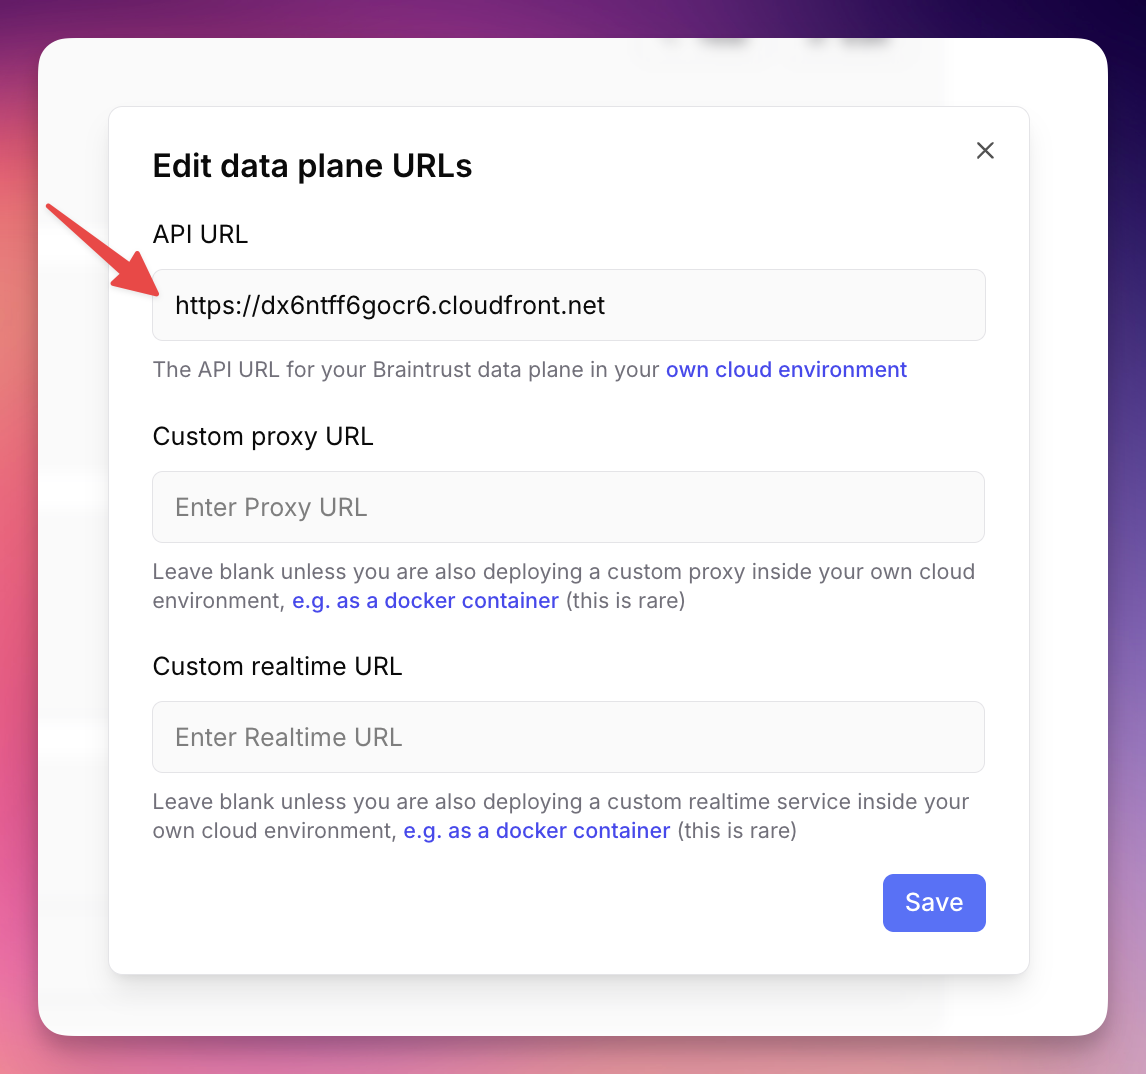 Edit data plane URLs
API URL
https://dx6ntff6gocr6.cloudfront.net
The API URL for your Braintrust data plane in your own cloud environment
Custom proxy URL
Enter Proxy URL
Leave blank unless you are also deploying a custom proxy inside your own cloud
environment, e.g. as a docker container (this is rare)
Custom realtime URL
Enter Realtime URL
Leave blank unless you are also deploying a custom realtime service inside your
own cloud environment, e.g. as a docker container (this is rare)
Save